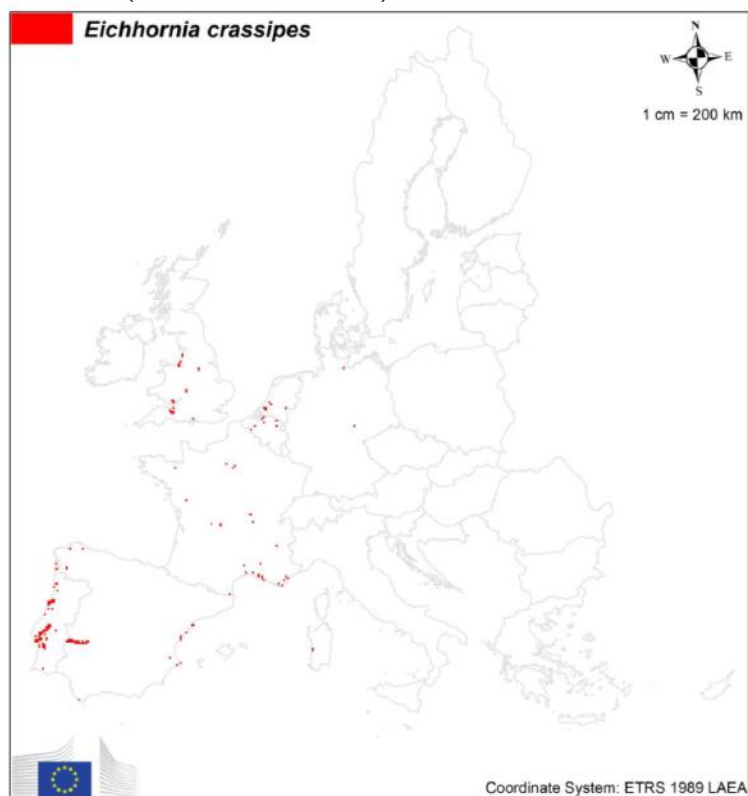 Eichhornia crassipes
N
W E
S
1 cm = 200 km
Coordinate System: ETRS 1989 LAEA